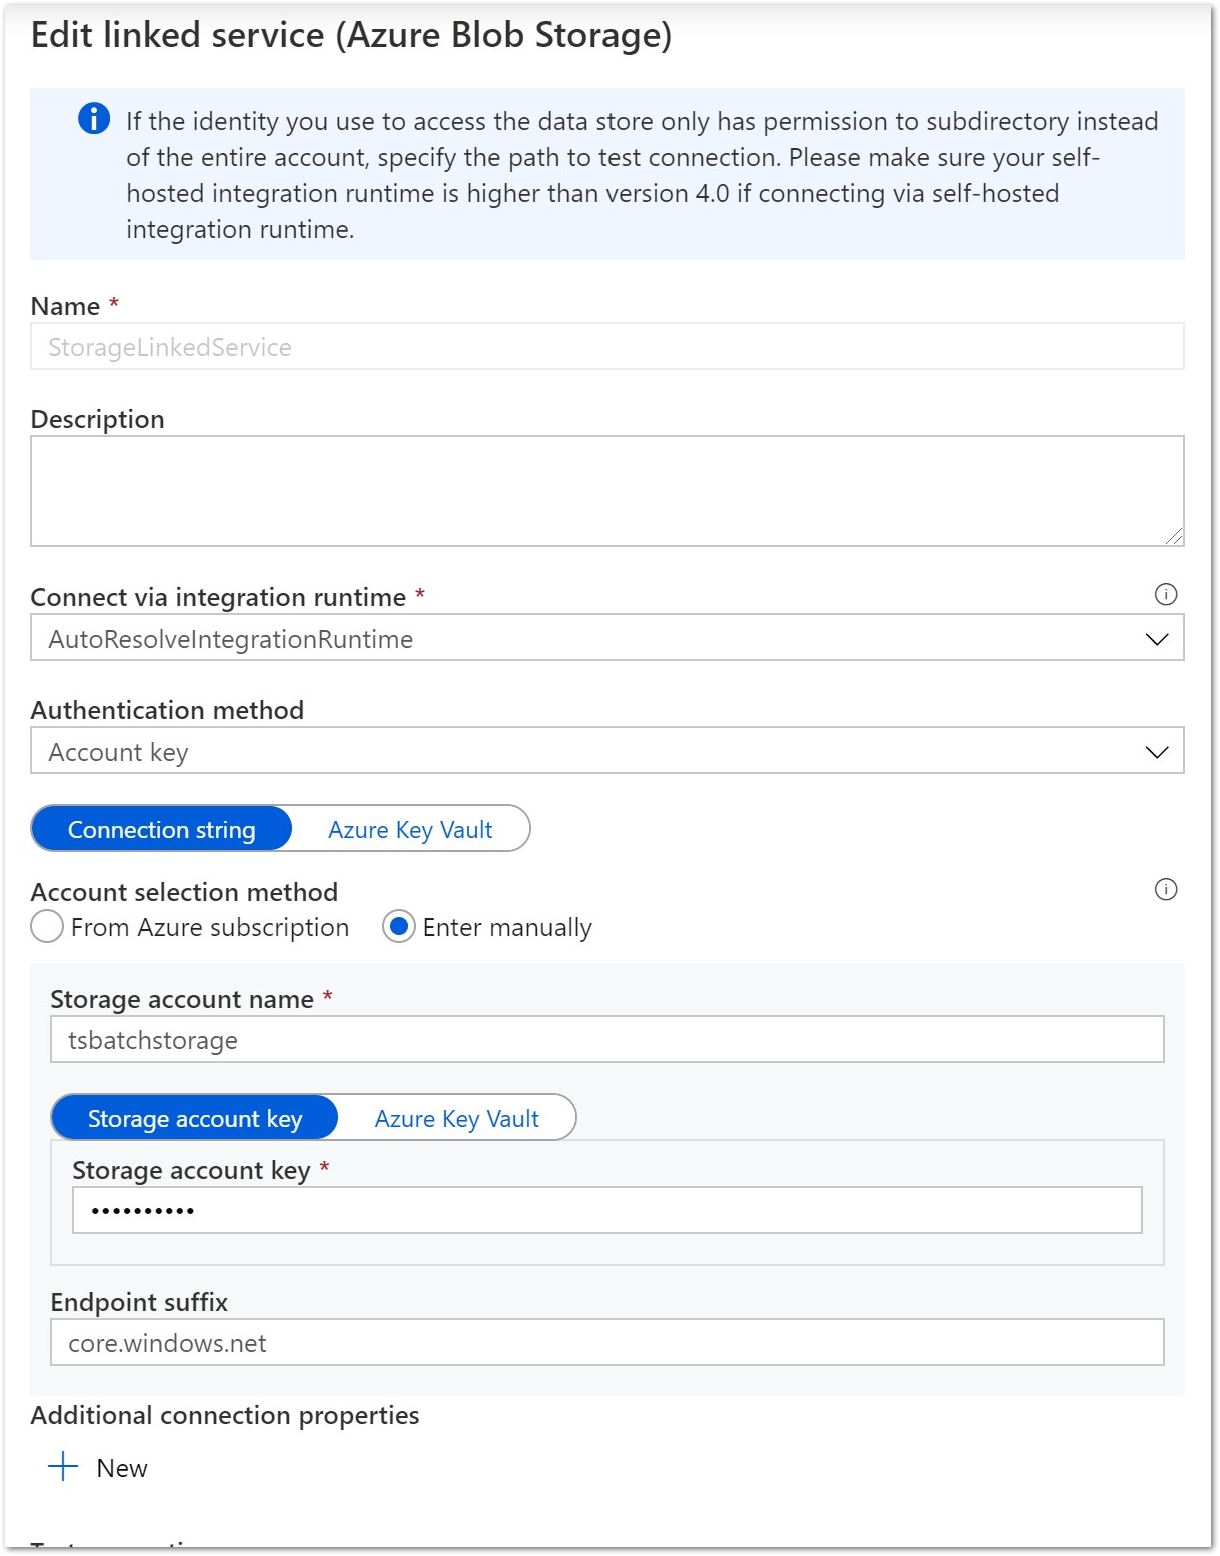 Edit linked service (Azure Blob Storage)
If the identity you use to access the data store only has permission to subdirectory instead
of the entire account, specify the path to test connection. Please make sure your self-
hosted integration runtime is higher than version 4.0 if connecting via self-hosted
integration runtime.
Name *
StorageLinkedService
Description
Connect via integration runtime *
AutoResolveIntegrationRuntime
Authentication method
Account key
Connection string Azure Key Vault
Account selection method
From Azure subscription Enter manually
Storage account name *
tsbatchstorage
Storage account key Azure Key Vault
Storage account key *
••••••••••
Endpoint suffix
core.windows.net
Additional connection properties
New